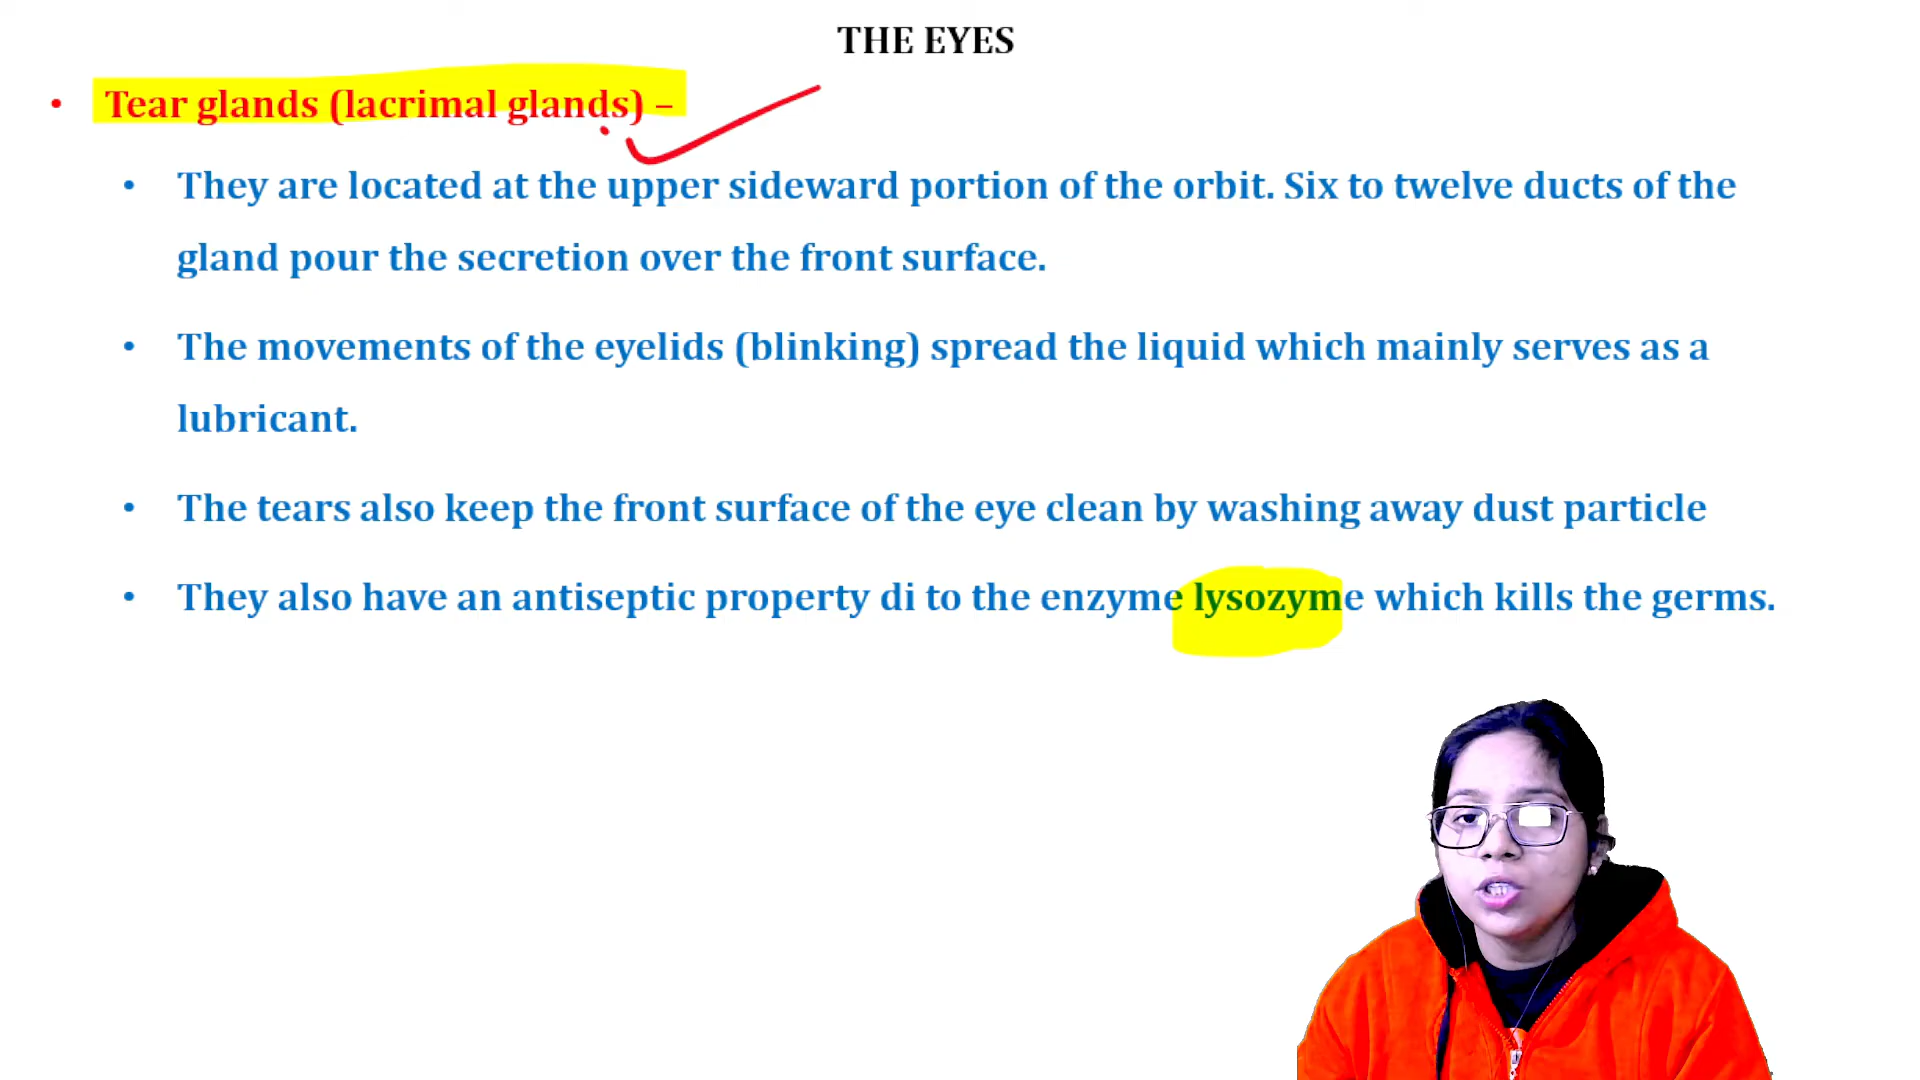 THE EYES
• Tear glands (lacrimal glands) –
• They are located at the upper sideward portion of the orbit. Six to twelve ducts of the
gland pour the secretion over the front surface.
• The movements of the eyelids (blinking) spread the liquid which mainly serves as a
lubricant.
• The tears also keep the front surface of the eye clean by washing away dust particle
• They also have an antiseptic property di to the enzyme lysozyme which kills the germs.